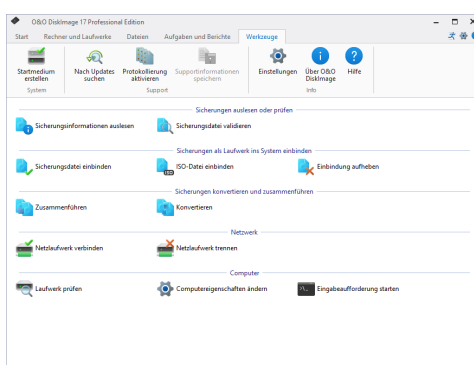 O&O DiskImage 17 Professional Edition
Start Rechner und Laufwerke Dateien Aufgaben und Berichte Werkzeuge
Startmedium erstellen
Nach Updates suchen
Protokollierung aktivieren
Supportinformationen speichern
Einstellungen
Über O&O DiskImage
Hilfe
System Support Info
Sicherungen auslesen oder prüfen
Sicherungsinformationen auslesen Sicherungsdatei validieren
Sicherungen als Laufwerk ins System einbinden
Sicherungsdatei einbinden ISO-Datei einbinden Einbindung aufheben
Sicherungen konvertieren und zusammenführen
Zusammenführen Konvertieren
Netzwerk
Netzlaufwerk verbinden Netzlaufwerk trennen
Computer
Laufwerk prüfen Computereigenschaften ändern Eingabeaufforderung starten